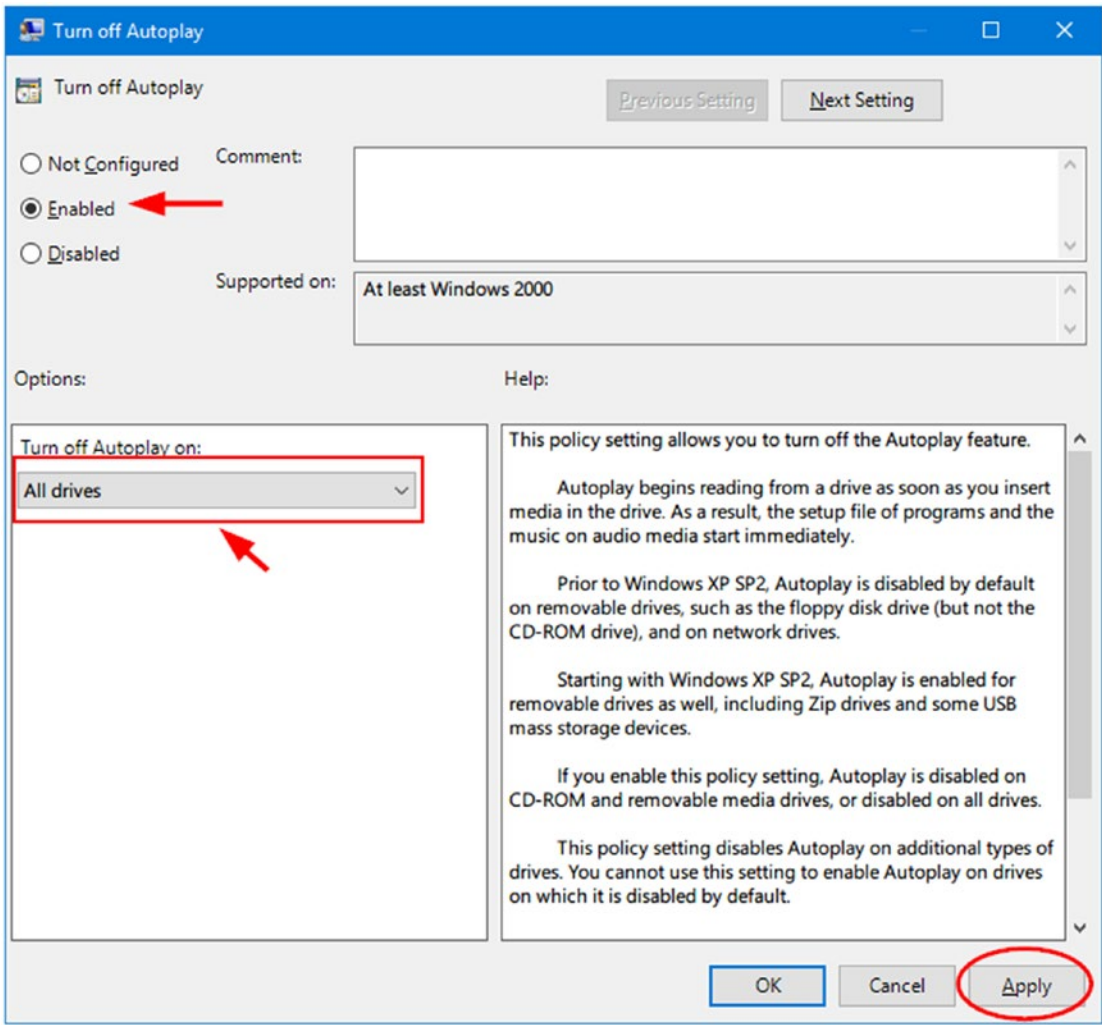 Turn off Autoplay
Turn off Autoplay
Previous Setting
Next Setting
Not Configured
Comment:
Enabled
Disabled
Supported on:
At least Windows 2000
Options:
Help:
Turn off Autoplay on:
All drives
This policy setting allows you to turn off the Autoplay feature.
Autoplay begins reading from a drive as soon as you insert
media in the drive. As a result, the setup file of programs and the
music on audio media start immediately.
Prior to Windows XP SP2, Autoplay is disabled by default
on removable drives, such as the floppy disk drive (but not the
CD-ROM drive), and on network drives.
Starting with Windows XP SP2, Autoplay is enabled for
removable drives as well, including Zip drives and some USB
mass storage devices.
If you enable this policy setting, Autoplay is disabled on
CD-ROM and removable media drives, or disabled on all drives.
This policy setting disables Autoplay on additional types of
drives. You cannot use this setting to enable Autoplay on drives
on which it is disabled by default.
OK
Cancel
Apply